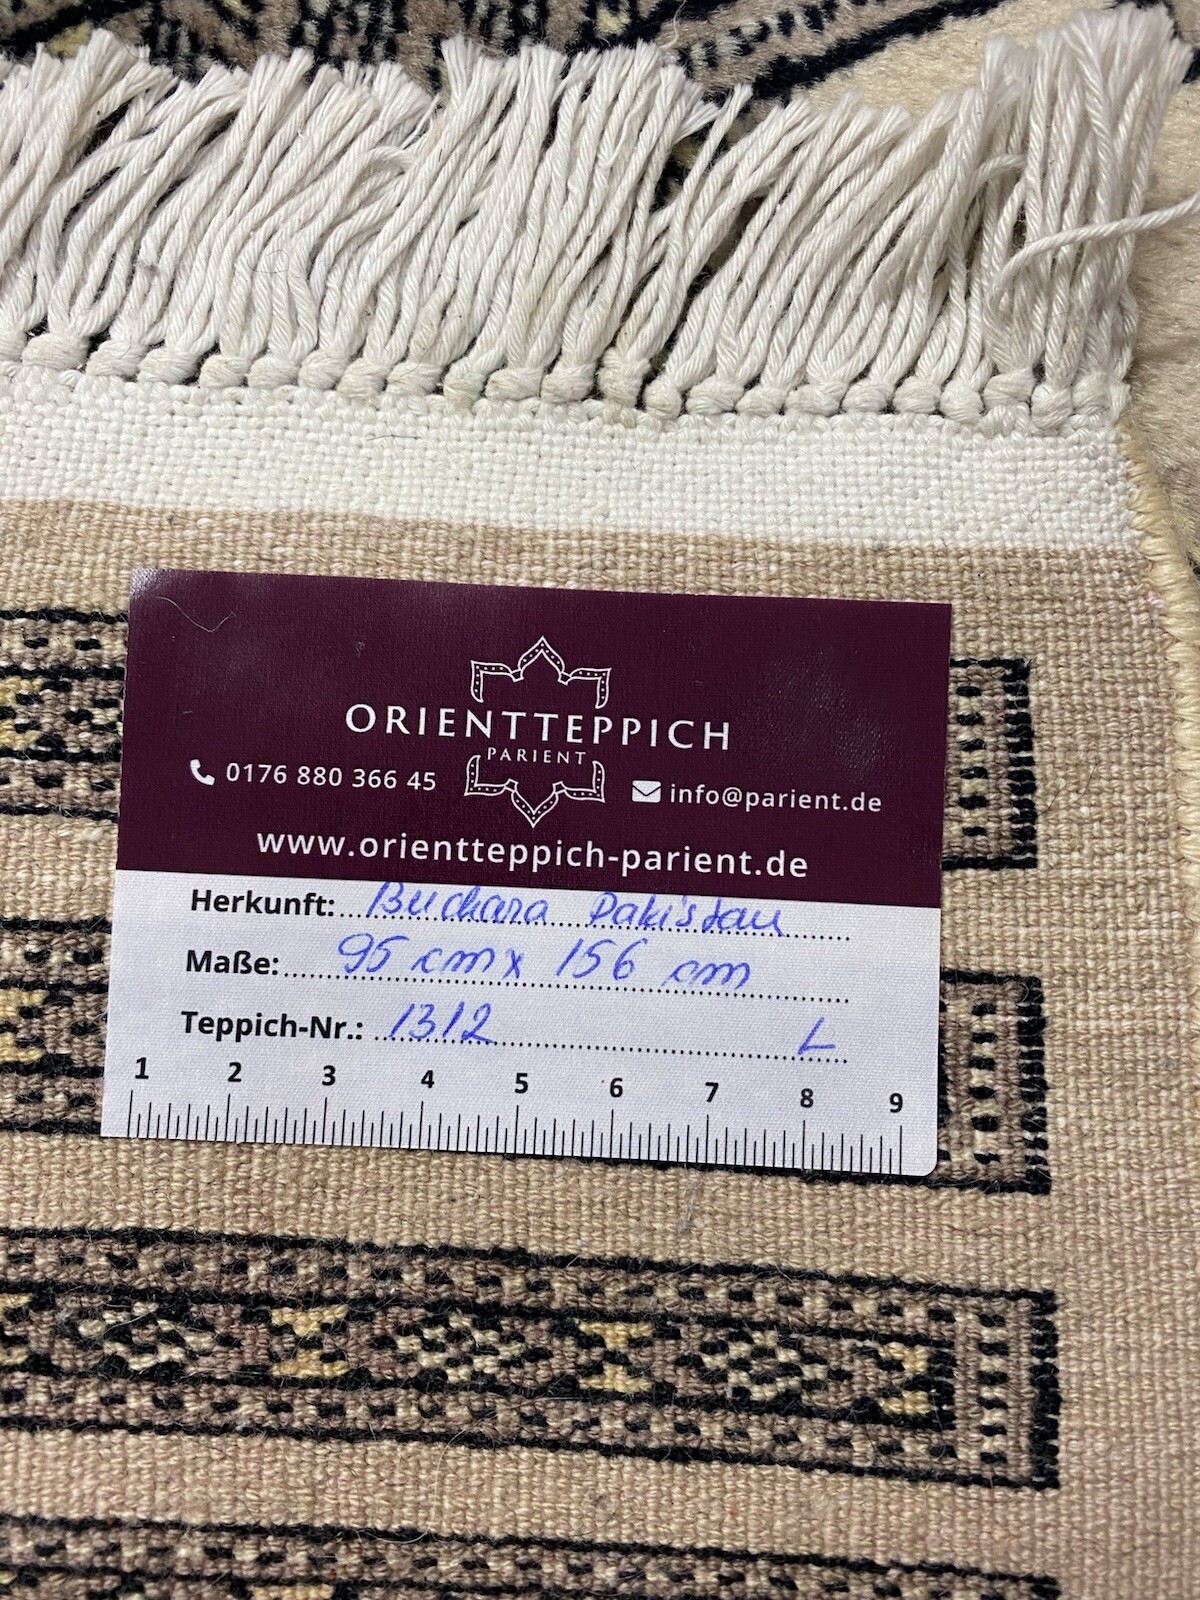 ORIENTTEPPICH
PARIENT
0176 880 366 45
info@parient.de
www.orientteppich-parient.de
Herkunft: Buchara Pakistan
Maße: 95 cm x 156 cm
Teppich-Nr.: 1312 L
1 2 3 4 5 6 7 8 9